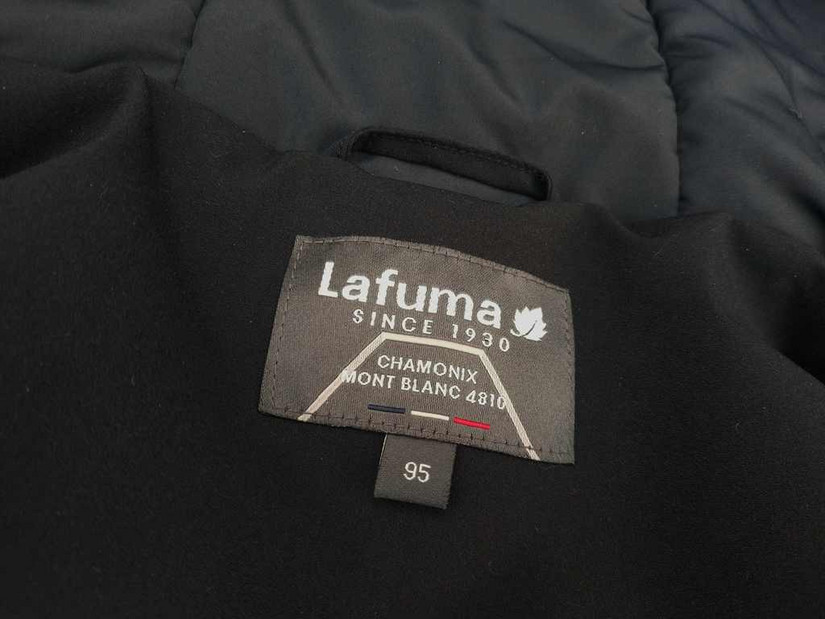 Lafuma
SINCE 1930
CHAMONIX
MONT BLANC 4810
95